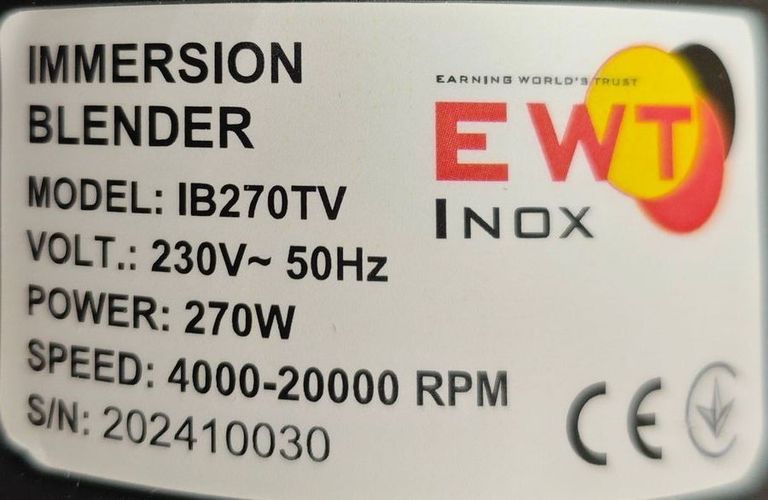 IMMERSION
BLENDER
MODEL: IB270TV
VOLT.: 230V~ 50Hz
POWER: 270W
SPEED: 4000-20000 RPM
S/N: 202410030
EARNING WORLD'S TRUST
EWT
INOX
CE